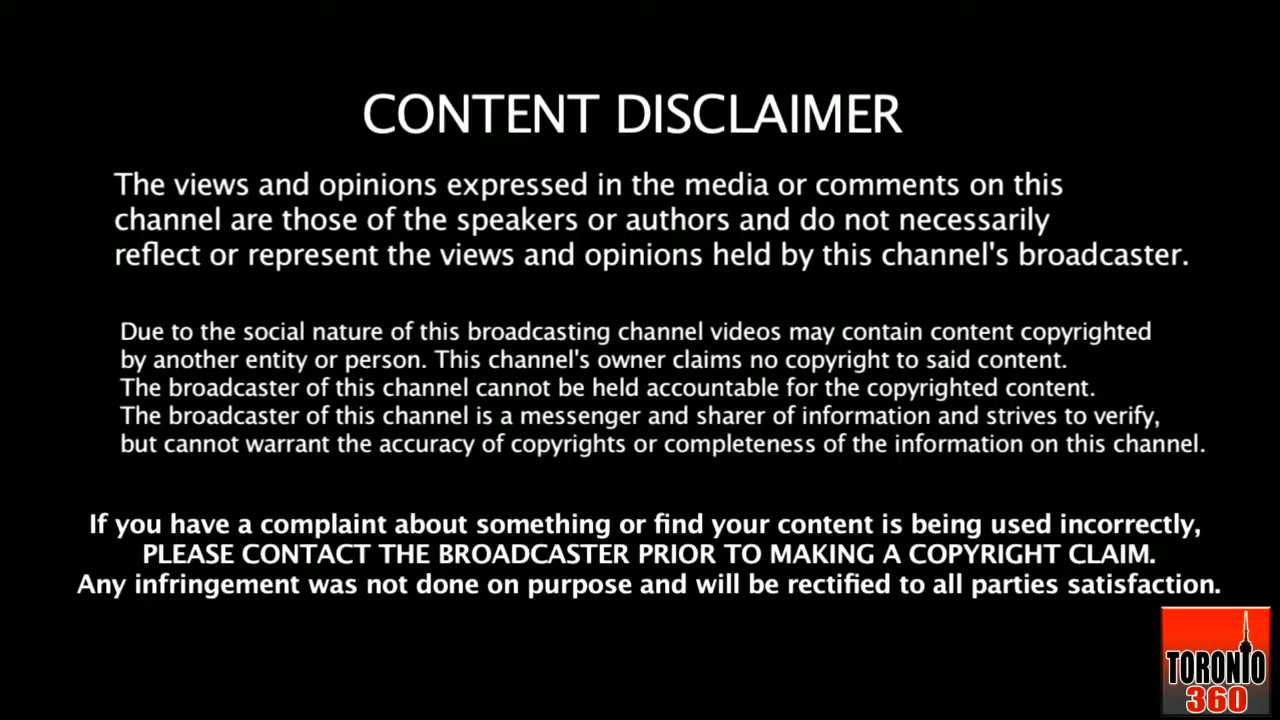 CONTENT DISCLAIMER
The views and opinions expressed in the media or comments on this
channel are those of the speakers or authors and do not necessarily
reflect or represent the views and opinions held by this channel's broadcaster.
Due to the social nature of this broadcasting channel videos may contain content copyrighted
by another entity or person. This channel's owner claims no copyright to said content.
The broadcaster of this channel cannot be held accountable for the copyrighted content.
The broadcaster of this channel is a messenger and sharer of information and strives to verify,
but cannot warrant the accuracy of copyrights or completeness of the information on this channel.
If you have a complaint about something or find your content is being used incorrectly,
PLEASE CONTACT THE BROADCASTER PRIOR TO MAKING A COPYRIGHT CLAIM.
Any infringement was not done on purpose and will be rectified to all parties satisfaction.
TORONTO
360